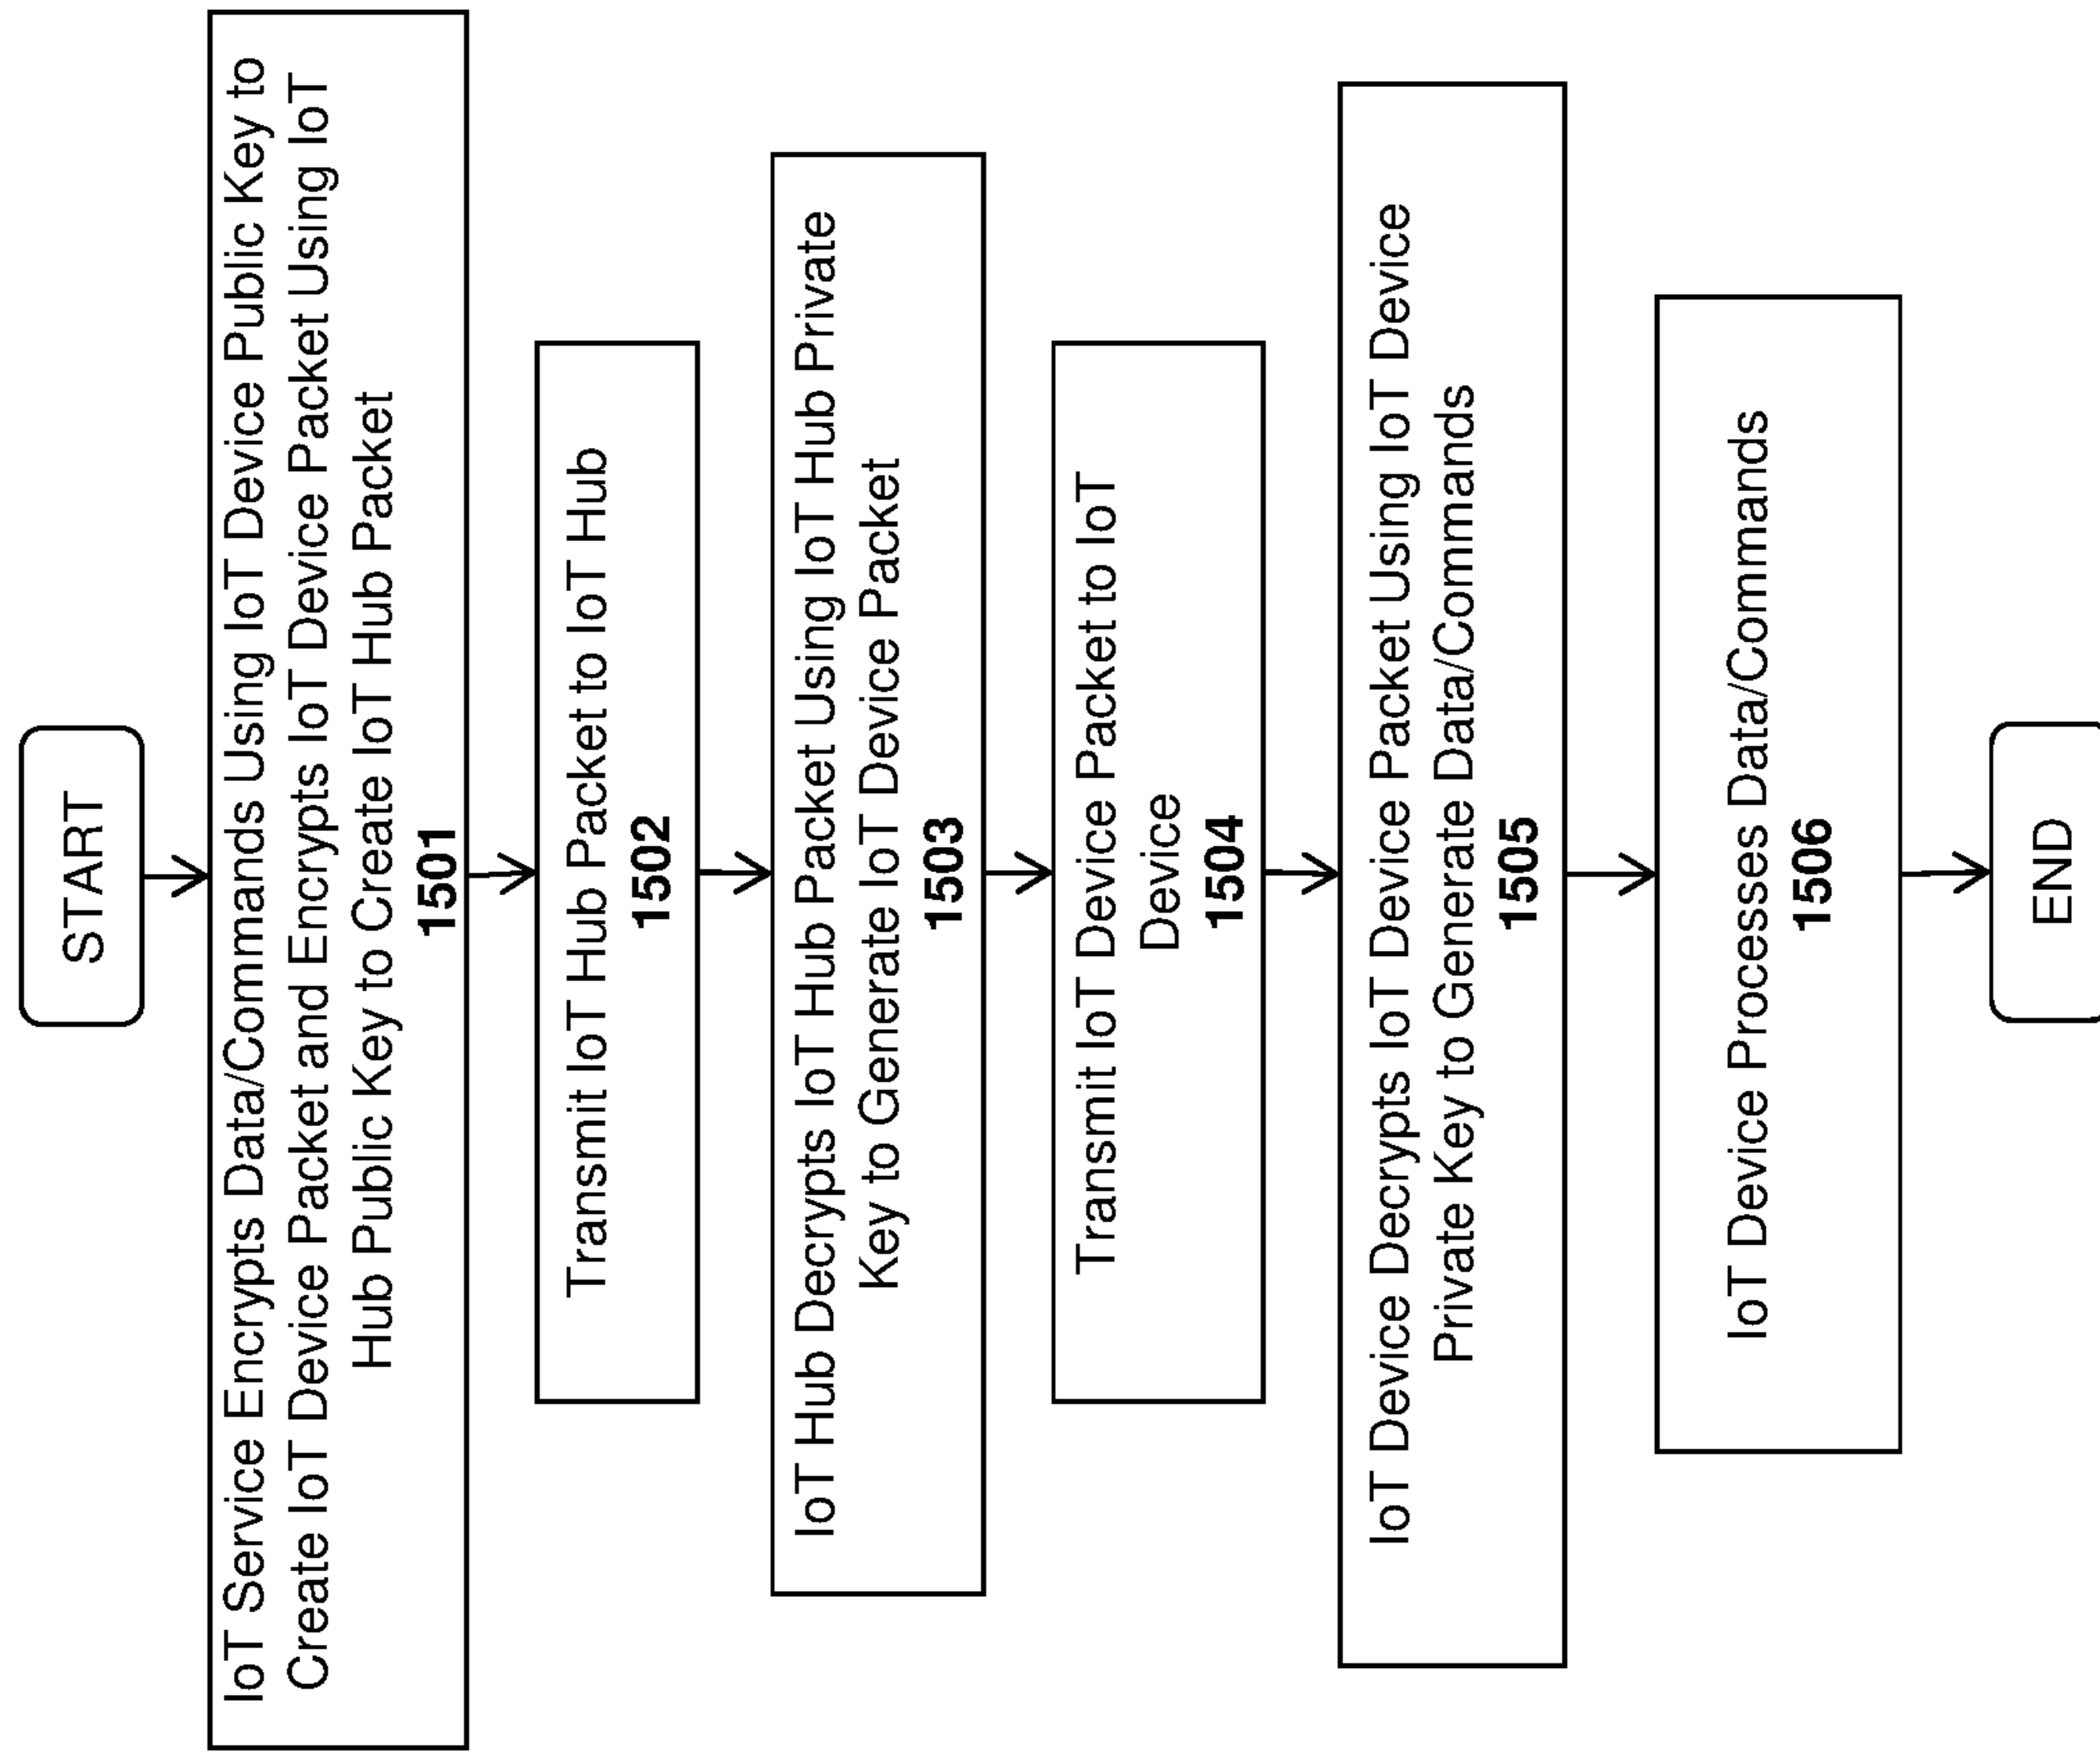 START
IoT Service Encrypts Data/Commands Using IoT Device Public Key to
Create IoT Device Packet and Encrypts IoT Device Packet Using IoT
Hub Public Key to Create IoT Hub Packet
1501
Transmit IoT Hub Packet to IoT Hub
1502
IoT Hub Decrypts IoT Hub Packet Using IoT Hub Private
Key to Generate IoT Device Packet
1503
Transmit IoT Device Packet to IoT
Device
1504
IoT Device Decrypts IoT Device Packet Using IoT Device
Private Key to Generate Data/Commands
1505
IoT Device Processes Data/Commands
1506
END